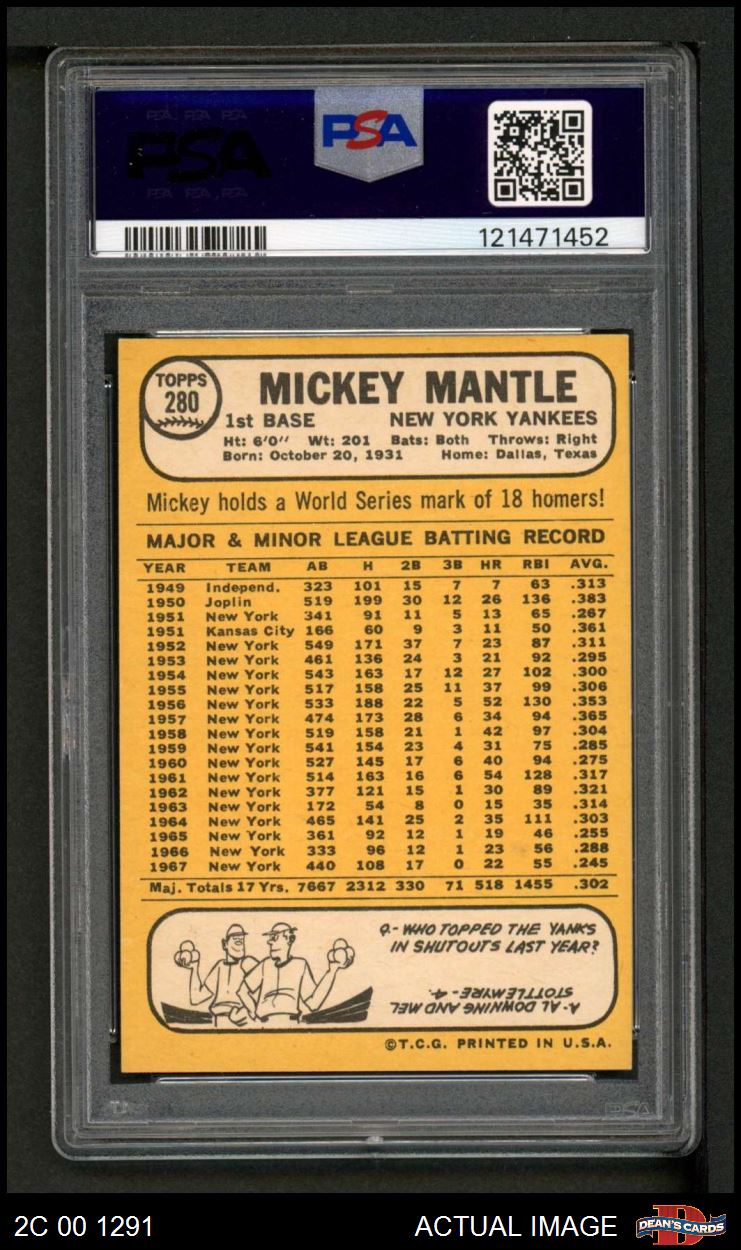 PSA PSA PSA
PSA
PSA PSA PSA
PSA
121471452
TOPPS
280
MICKEY MANTLE
1st BASE NEW YORK YANKEES
Ht: 6'0" Wt: 201 Bats: Both Throws: Right
Born: October 20, 1931 Home: Dallas, Texas
Mickey holds a World Series mark of 18 homers!
MAJOR & MINOR LEAGUE BATTING RECORD
YEAR TEAM AB H 2B 3B HR RBI AVG.
1949 Independ. 323 101 15 7 7 63 .313
1950 Joplin 519 199 30 12 26 136 .383
1951 New York 341 91 11 5 13 65 .267
1951 Kansas City 166 60 9 3 11 50 .361
1952 New York 549 171 37 7 23 87 .311
1953 New York 461 136 24 3 21 92 .295
1954 New York 543 163 17 12 27 102 .300
1955 New York 517 158 25 11 37 99 .306
1956 New York 533 188 22 5 52 130 .353
1957 New York 474 173 28 6 34 94 .365
1958 New York 519 158 21 1 42 97 .304
1959 New York 541 154 23 4 31 75 .285
1960 New York 527 145 17 6 40 94 .275
1961 New York 514 163 16 6 54 128 .317
1962 New York 377 121 15 1 30 89 .321
1963 New York 172 54 8 0 15 35 .314
1964 New York 465 141 25 2 35 111 .303
1965 New York 361 92 12 1 19 46 .255
1966 New York 333 96 12 1 23 56 .288
1967 New York 440 108 17 0 22 55 .245
Maj. Totals 17 Yrs. 7667 2312 330 71 518 1455 .302
Q.- WHO TOPPED THE YANKS
IN SHUTOUTS LAST YEAR?
A- AL DOWNING AND MEL
STOTTLEMYRE - 4.
©T.C.G. PRINTED IN U.S.A.
PSA
2C 00 1291 ACTUAL IMAGE
D
DEAN'S CARDS